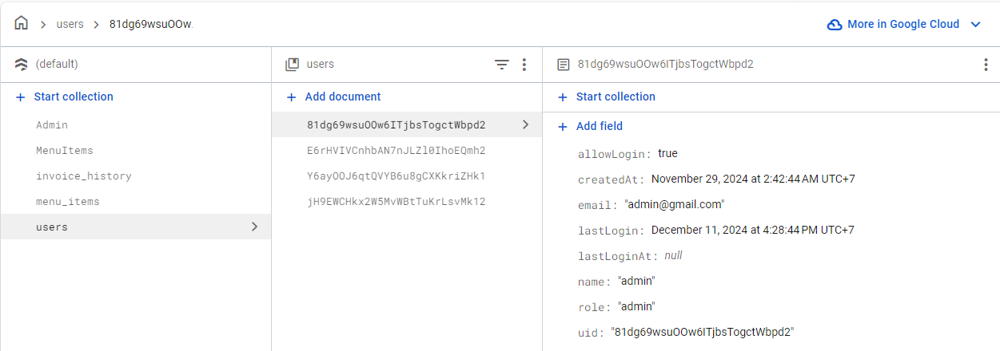 users > 81dg69wsuOOw.
More in Google Cloud
(default)
users
81dg69wsuOOw6ITjbsTogctWbpd2
+ Start collection
+ Add document
+ Start collection
Admin
MenuItems
invoice_history
menu_items
users
81dg69wsuOOw6ITjbsTogctWbpd2
E6rHVIVCnhbAN7nJLZl0IhoEQmh2
Y6ayOOJ6qtQVYB6u8gCXKkriZHk1
jH9EWCHkx2W5MvWBtTuKrLsvMk12
+ Add field
allowLogin: true
createdAt: November 29, 2024 at 2:42:44 AM UTC+7
email: "admin@gmail.com"
lastLogin: December 11, 2024 at 4:28:44 PM UTC+7
lastLoginAt: null
name: "admin"
role: "admin"
uid: "81dg69wsuOOw6ITjbsTogctWbpd2"